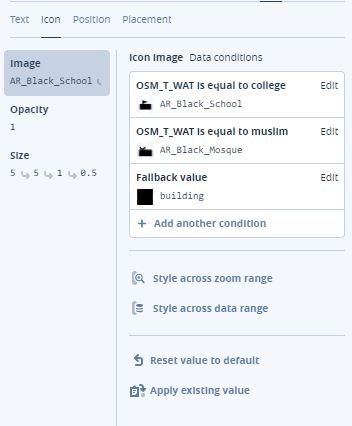 Text Icon Position Placement
Image
AR_Black_School
Opacity
1
Size
5 5 1 0.5
Icon image Data conditions
OSM_T_WAT is equal to college Edit
AR_Black_School
OSM_T_WAT is equal to muslim Edit
AR_Black_Mosque
Fallback value Edit
building
+ Add another condition
Style across zoom range
Style across data range
Reset value to default
Apply existing value